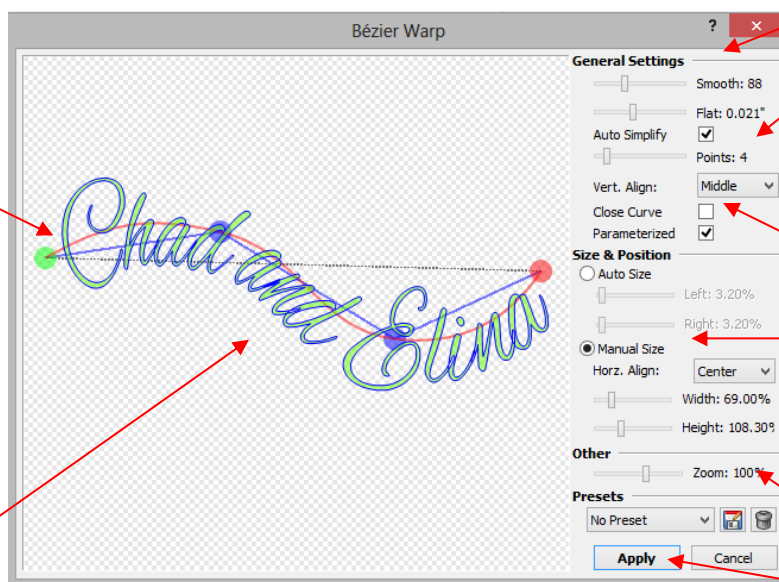 Bézier Warp
?
Chad and Elina
General Settings
Smooth: 88
Flat: 0.021"
Auto Simplify
Points: 4
Vert. Align: Middle
Close Curve
Parameterized
Size & Position
Auto Size
Left: 3.20%
Right: 3.20%
Manual Size
Horz. Align: Center
Width: 69.00%
Height: 108.30%
Other
Zoom: 100%
Presets
No Preset
Apply Cancel